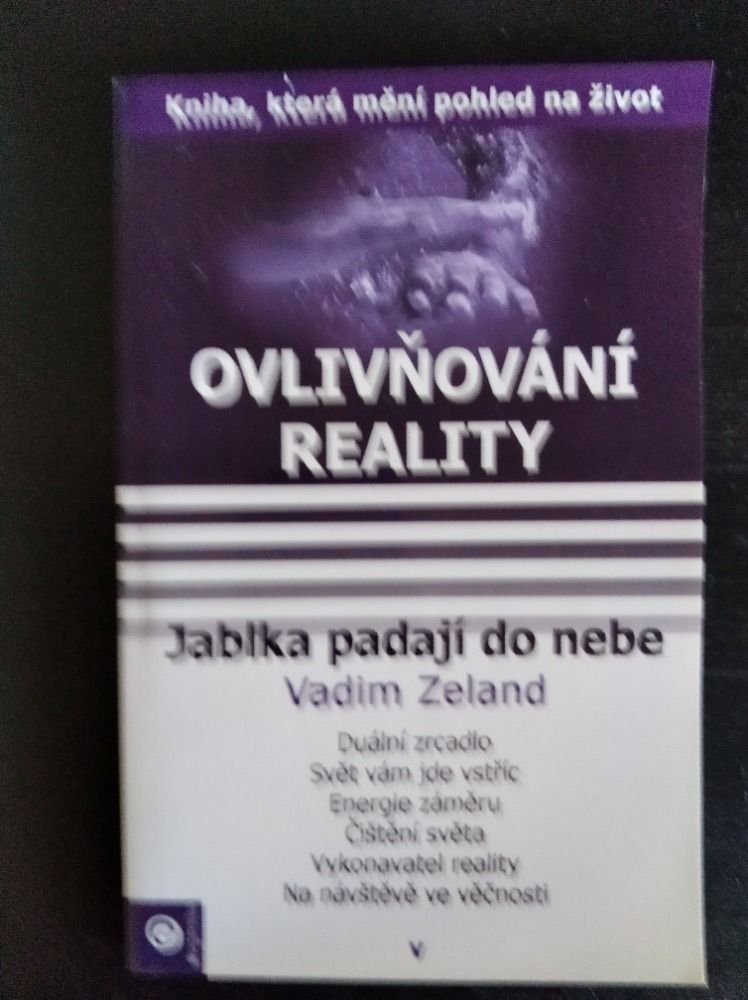 Kniha, která mění pohled na život
OVLIVŇOVÁNÍ
REALITY
Jablka padají do nebe
Vadim Zeland
Duální zrcadlo
Svět vám jde vstříc
Energie záměru
Čištění světa
Vykonavatel reality
Na návštěvě ve věčnosti
V